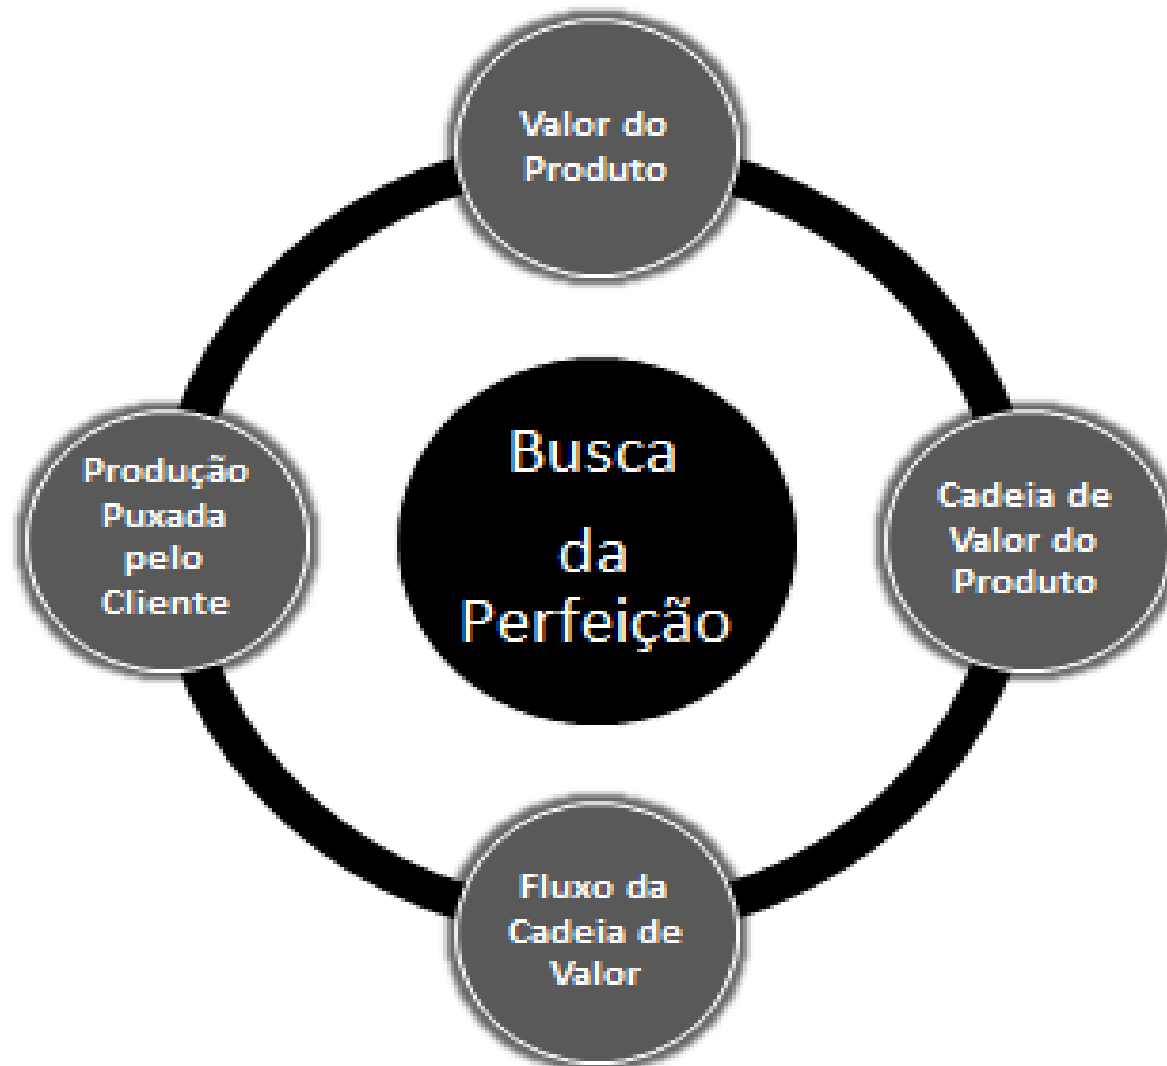 Valor do
Produto
Produção
Puxada
pelo
Cliente
Busca
da
Perfeição
Cadeia de
Valor do
Produto
Fluxo da
Cadeia de
Valor